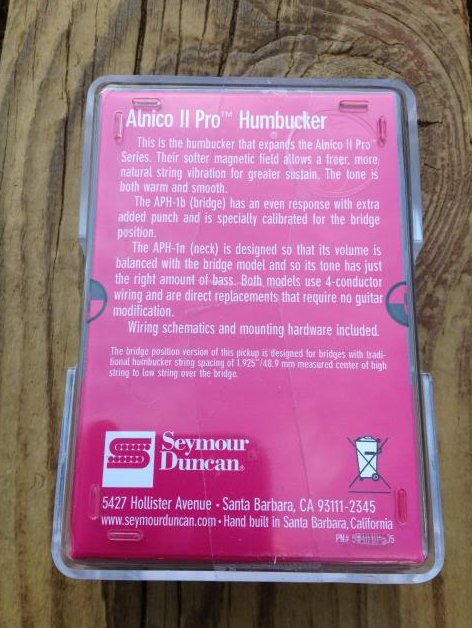 Alnico II Pro™ Humbucker
This is the humbucker that expands the Alnico II Pro™
Series. Their softer magnetic field allows a freer, more
natural string vibration for greater sustain. The tone is
both warm and smooth.
The APH-1b (bridge) has an even response with extra
added punch and is specially calibrated for the bridge
position.
The APH-1n (neck) is designed so that its volume is
balanced with the bridge model and so its tone has just
the right amount of bass. Both models use 4-conductor
wiring and are direct replacements that require no guitar
modification.
Wiring schematics and mounting hardware included.
The bridge position version of this pickup is designed for bridges with tradi-
tional humbucker string spacing of 1.925"/48.9 mm measured center of high
string to low string over the bridge.
Seymour
Duncan®
5427 Hollister Avenue • Santa Barbara, CA 93111-2345
www.seymourduncan.com • Hand built in Santa Barbara, California
PN#